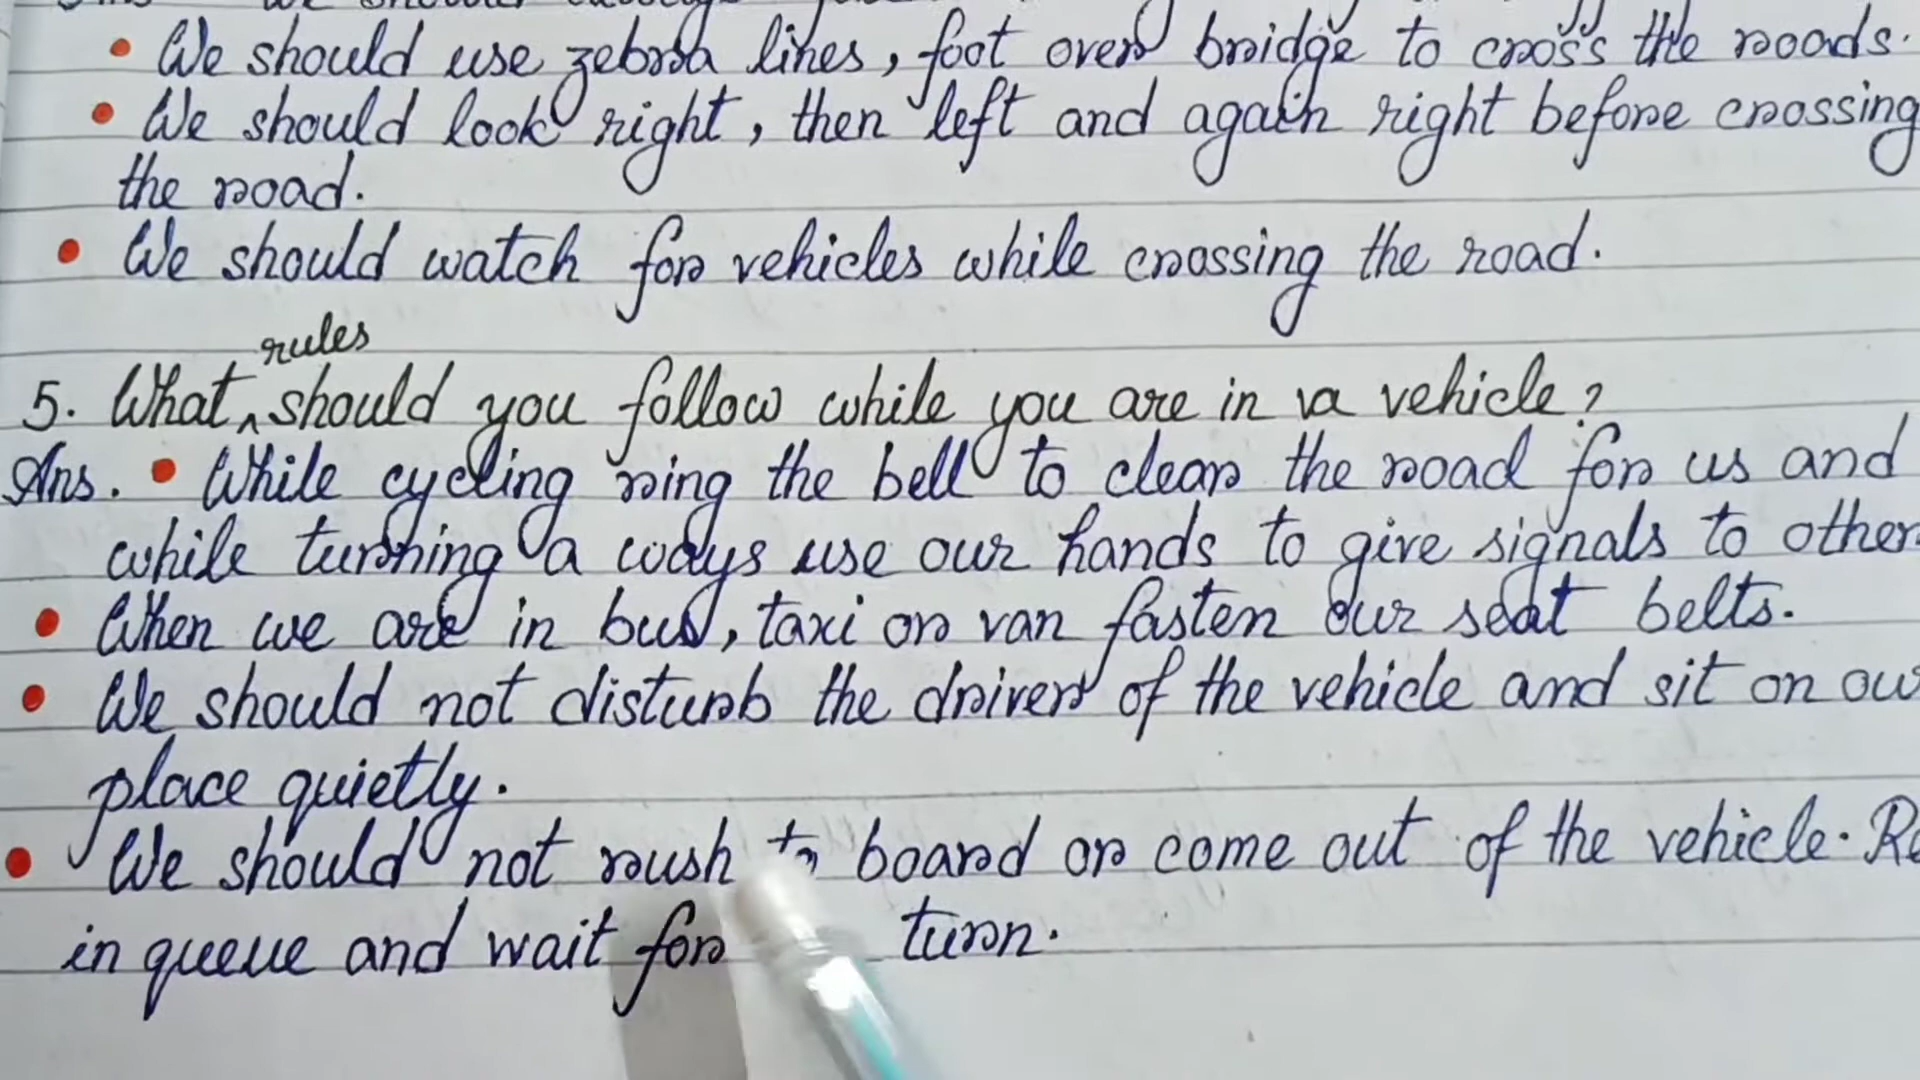 • We should use zebra lines, foot over bridge to cross the roads.
• We should look right, then left and again right before crossing
the road.
• We should watch for vehicles while crossing the road.
rules
5. What ^ should you follow while you are in a vehicle?
Ans. • While cycling ring the bell to clear the road for us and
while turning a ways use our hands to give signals to other
• When we are in bus, taxi or van fasten our seat belts.
• We should not disturb the driver of the vehicle and sit on
place quietly.
• We should not rush to board or come out of the vehicle.
in queue and wait for turn.